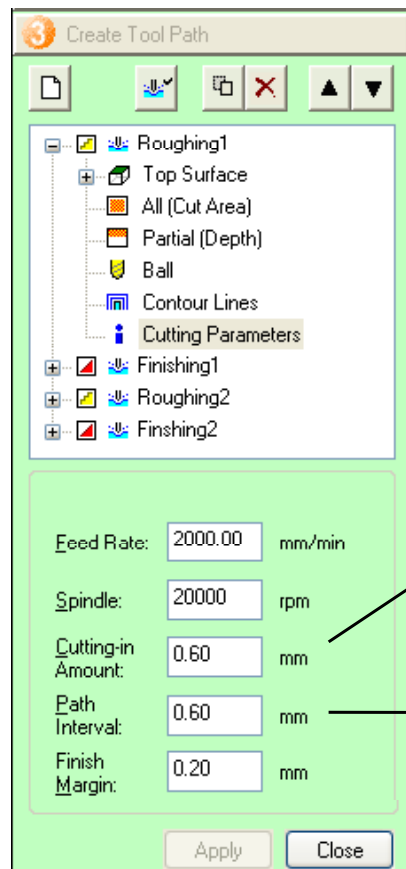 3 Create Tool Path
Roughing1
Top Surface
All (Cut Area)
Partial (Depth)
Ball
Contour Lines
Cutting Parameters
Finishing1
Roughing2
Finshing2
Feed Rate: 2000.00 mm/min
Spindle: 20000 rpm
Cutting-in
Amount: 0.60 mm
Path
Interval: 0.60 mm
Finish
Margin: 0.20 mm
Apply Close